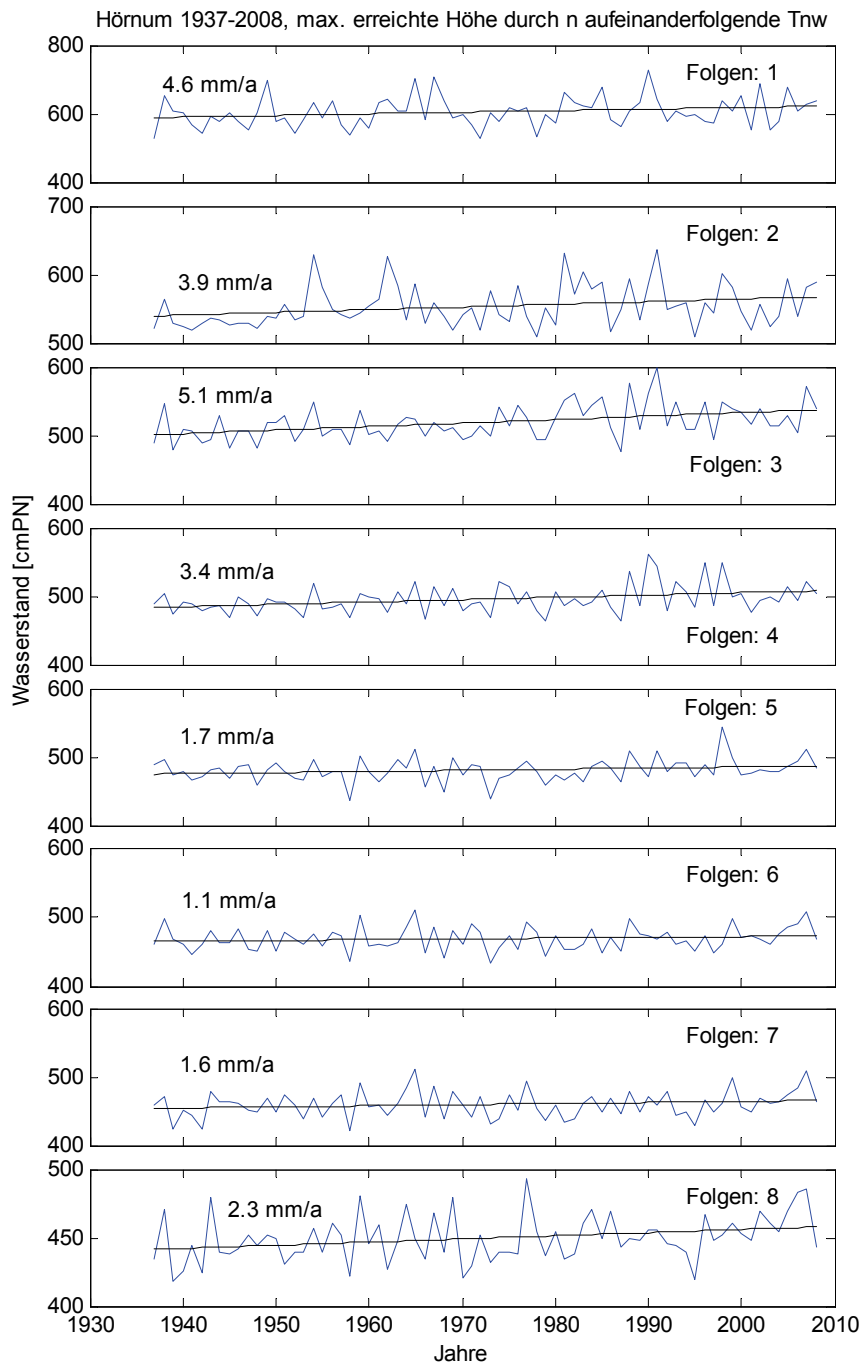 Hörnum 1937-2008, max. erreichte Höhe durch n aufeinanderfolgende Tnw
800
600
400
4.6 mm/a
Folgen: 1
700
600
500
3.9 mm/a
Folgen: 2
600
500
400
5.1 mm/a
Folgen: 3
Wasserstand [cmPN]
600
500
400
3.4 mm/a
Folgen: 4
600
500
400
1.7 mm/a
Folgen: 5
600
500
400
1.1 mm/a
Folgen: 6
600
500
400
1.6 mm/a
Folgen: 7
500
450
400
2.3 mm/a
Folgen: 8
1930 1940 1950 1960 1970 1980 1990 2000 2010
Jahre